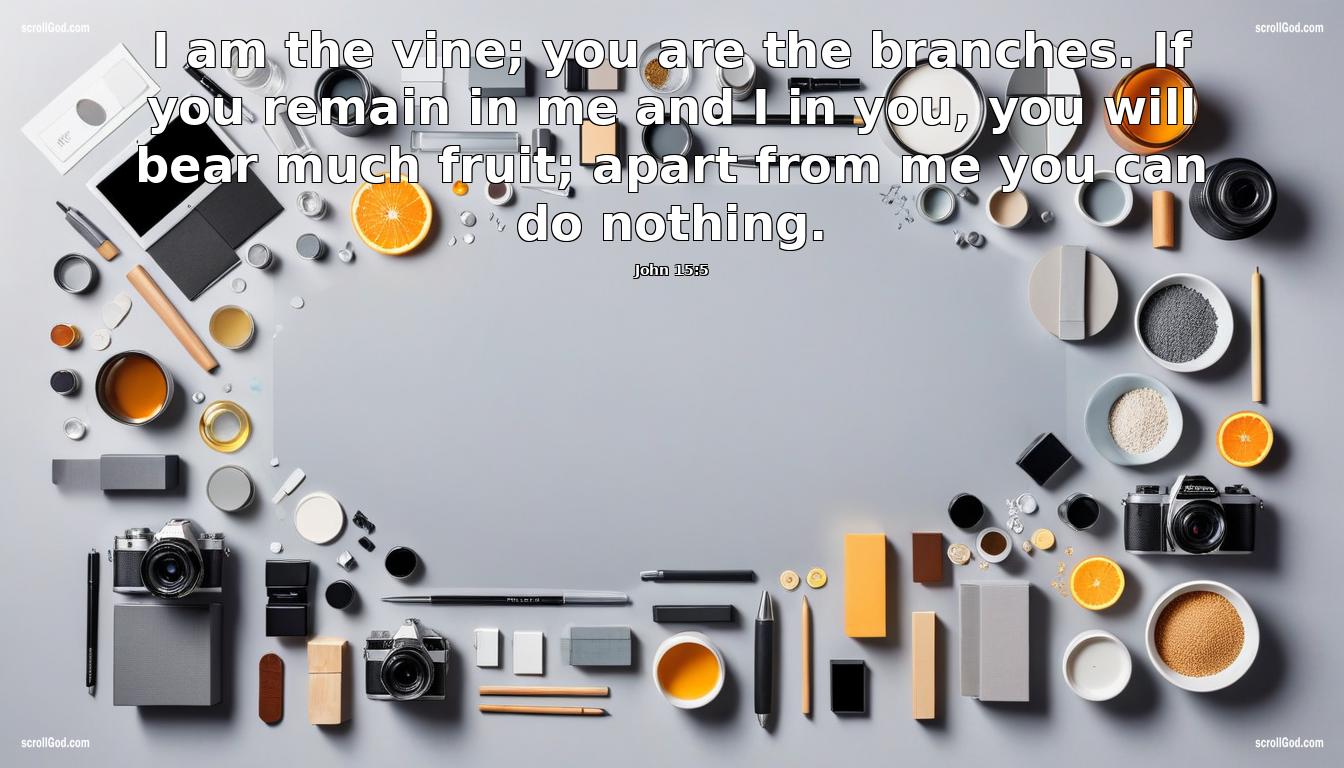 scrollGod.com scrollGod.com
I am the vine; you are the branches. If
you remain in me and I in you, you will
bear much fruit; apart from me you can
do nothing.
John 15:5
scrollGod.com scrollGod.com